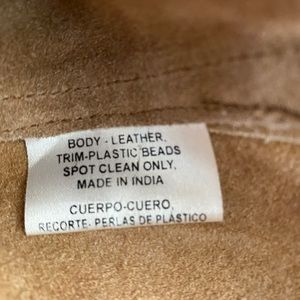 BODY - LEATHER,
TRIM-PLASTIC BEADS
SPOT CLEAN ONLY,
MADE IN INDIA
CUERPO-CUERO,
RECORTE- PERLAS DE PLÁSTICO